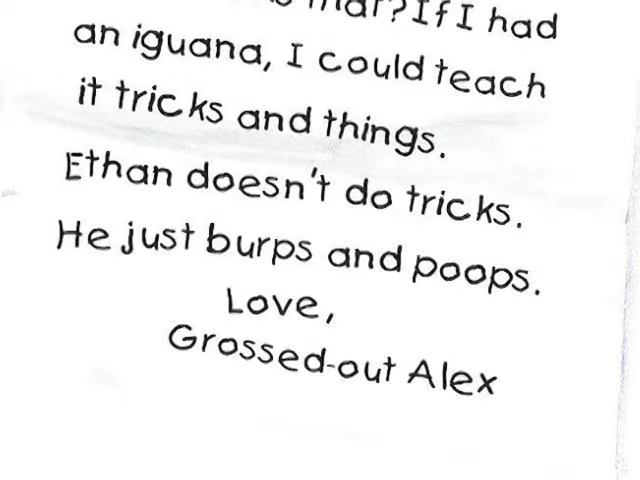 that? If I had
an iguana, I could teach
it tricks and things.
Ethan doesn't do tricks.
He just burps and poops.
Love,
Grossed-out Alex